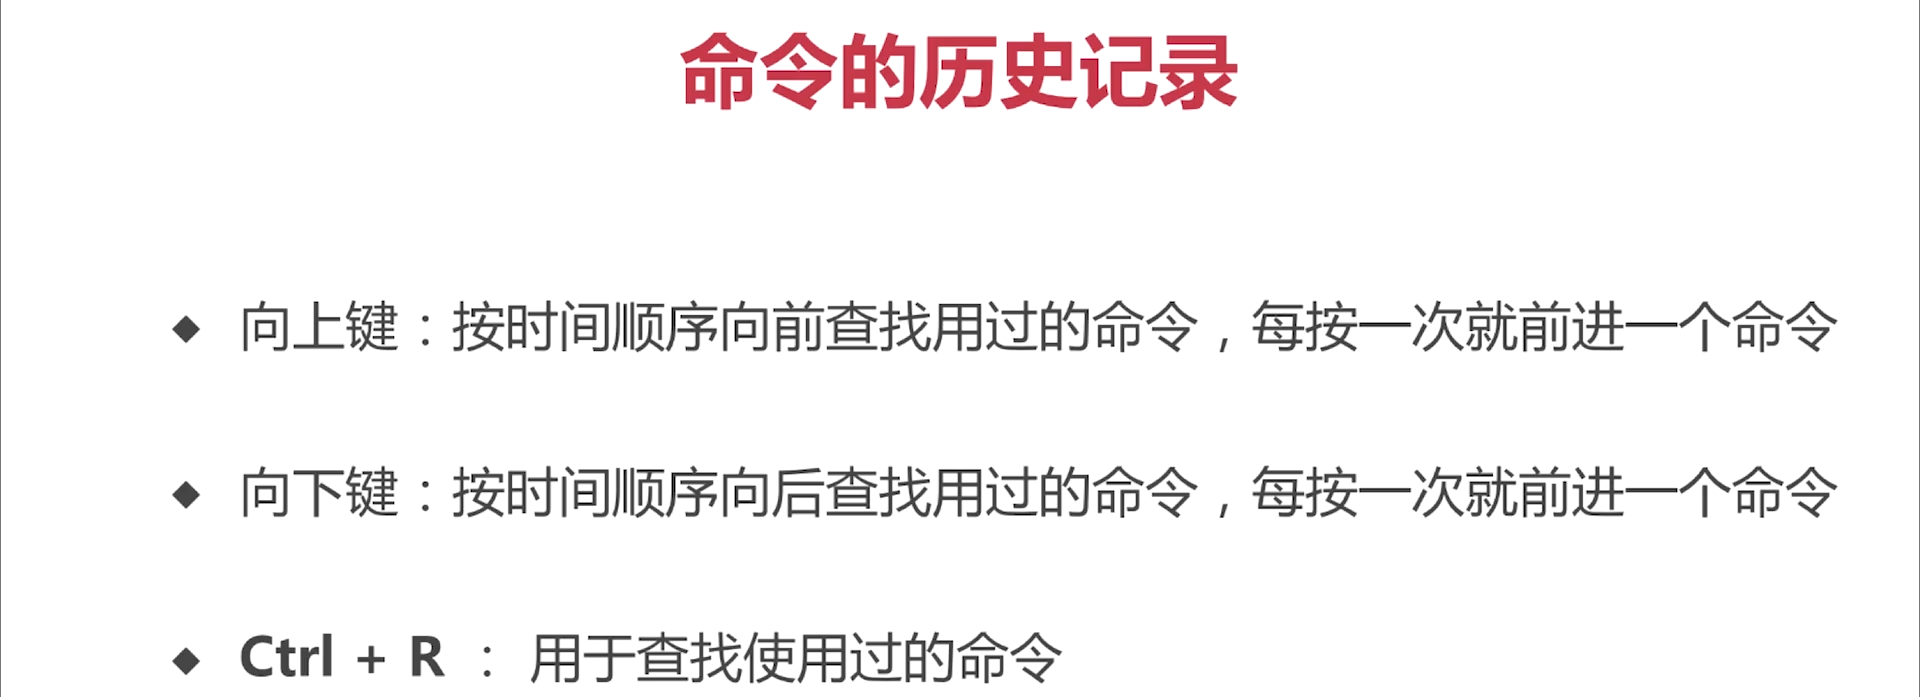 命令的历史记录
◆ 向上键：按时间顺序向前查找用过的命令，每按一次就前进一个命令
◆ 向下键：按时间顺序向后查找用过的命令，每按一次就前进一个命令
◆ Ctrl + R ： 用于查找使用过的命令